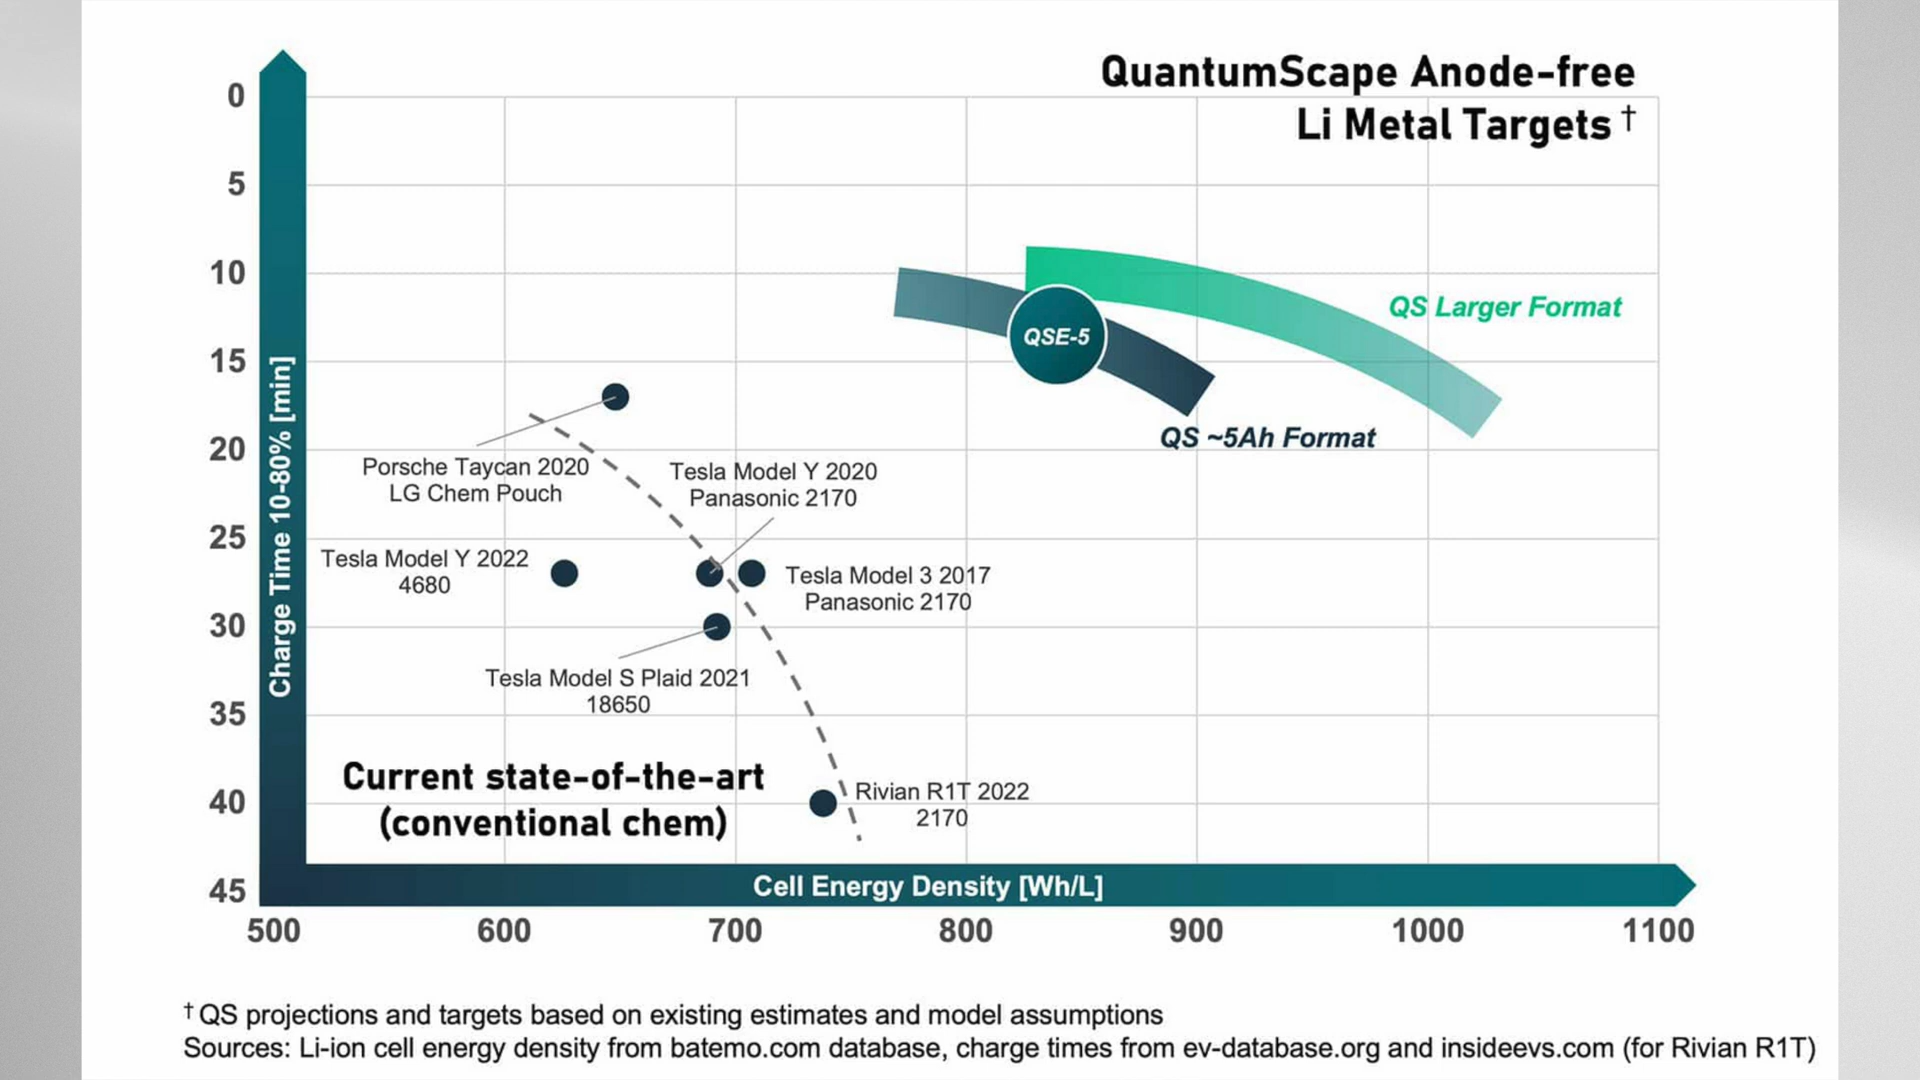 QuantumScape Anode-free
Li Metal Targets †
0
5
10
15
20
25
30
35
40
45
Charge Time 10-80% [min]
QS Larger Format
QSE-5
QS ~5Ah Format
Porsche Taycan 2020
LG Chem Pouch
Tesla Model Y 2020
Panasonic 2170
Tesla Model Y 2022
4680
Tesla Model 3 2017
Panasonic 2170
Tesla Model S Plaid 2021
18650
Current state-of-the-art
(conventional chem)
Rivian R1T 2022
2170
Cell Energy Density [Wh/L]
500 600 700 800 900 1000 1100
† QS projections and targets based on existing estimates and model assumptions
Sources: Li-ion cell energy density from batemo.com database, charge times from ev-database.org and insideevs.com (for Rivian R1T)